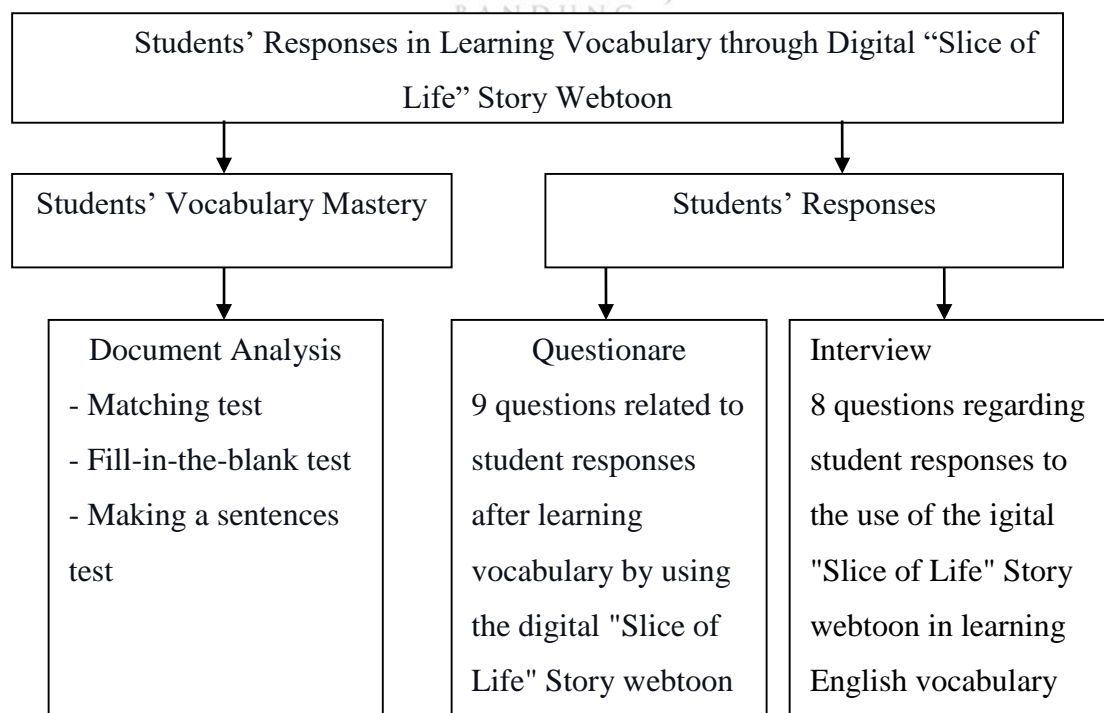 BANDUNG
Students’ Responses in Learning Vocabulary through Digital “Slice of
Life” Story Webtoon
Students’ Vocabulary Mastery
Students’ Responses
Document Analysis
- Matching test
- Fill-in-the-blank test
- Making a sentences
test
Questionare
9 questions related to
student responses
after learning
vocabulary by using
the digital "Slice of
Life" Story webtoon
Interview
8 questions regarding
student responses to
the use of the igital
"Slice of Life" Story
webtoon in learning
English vocabulary